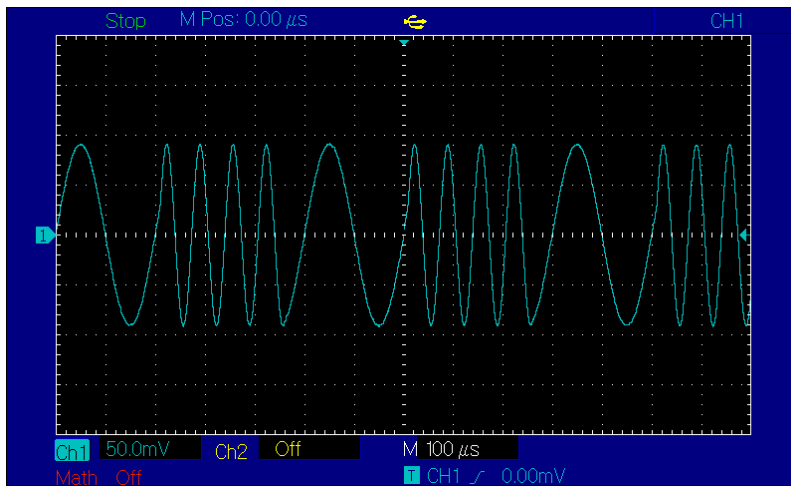 Stop M Pos: 0.00 μs CH1
1
Ch1 50.0mV Ch2 Off M 100 μs
Math Off T CH1 0.00mV